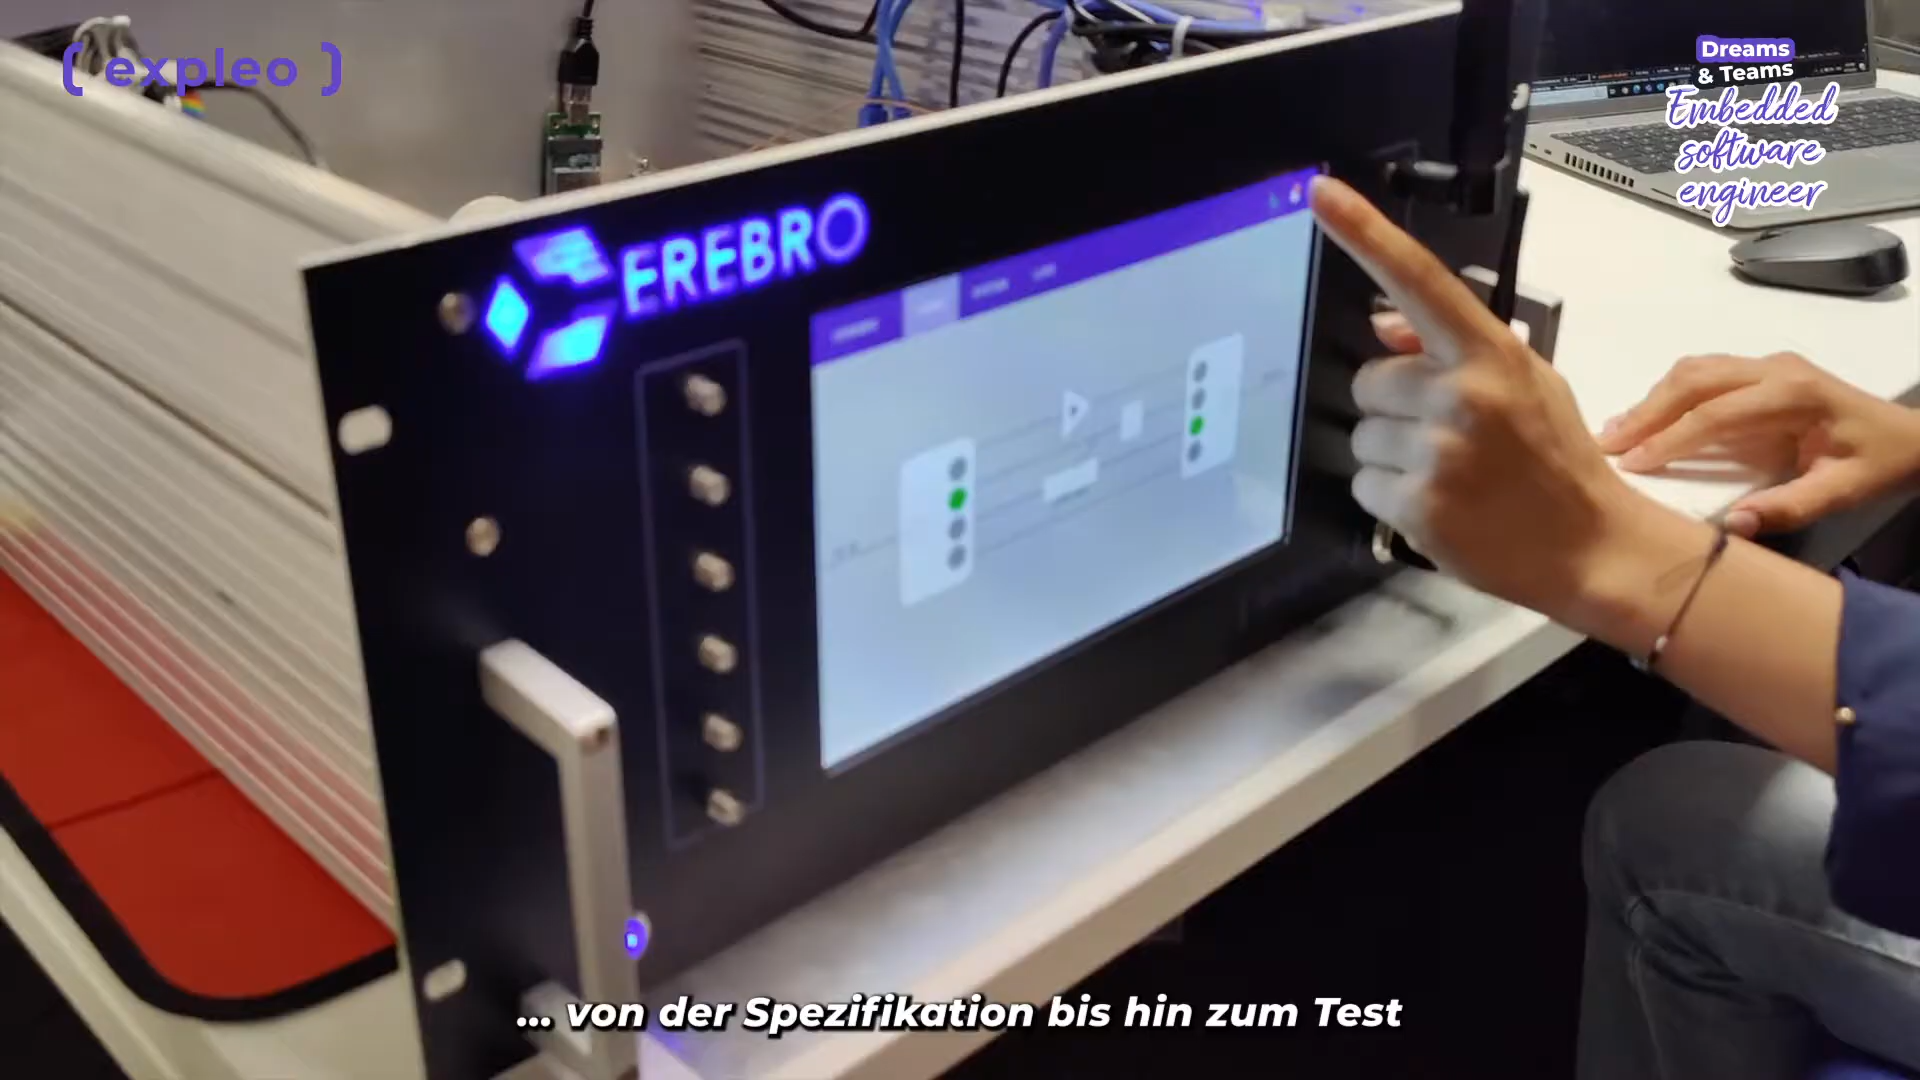 ( expleo )
Dreams
& Teams
Embedded
software
engineer
EREBRO
... von der Spezifikation bis hin zum Test